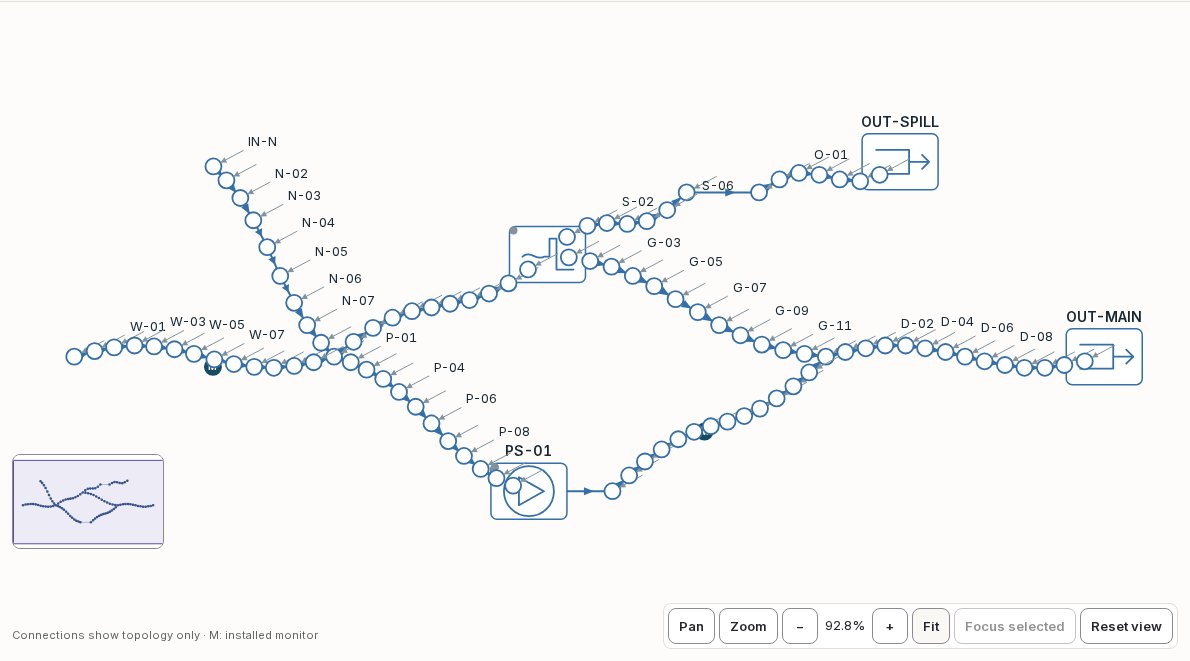 OUT-SPILL
IN-N
O-01
N-02
S-06
N-03
S-02
N-04
G-03
N-05
G-05
N-06
G-07
N-07
G-09
OUT-MAIN
W-01 W-03 W-05
G-11
D-02 D-04
D-06
W-07
P-01
D-08
P-04
P-06
P-08
PS-01
Connections show topology only · M: installed monitor
Pan Zoom − 92.8% + Fit Focus selected Reset view